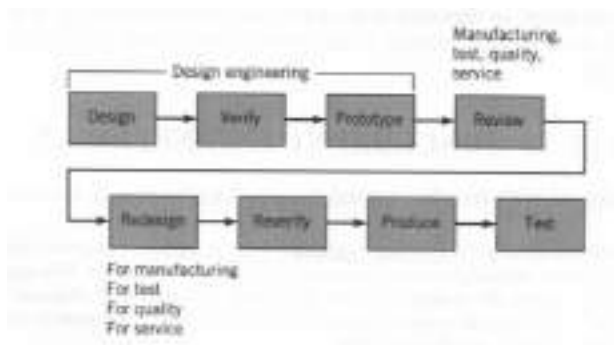 Manufacturing,
test, quality,
service
Design engineering
Design
Verify
Prototype
Review
Redesign
Reverify
Produce
Test
For manufacturing
For test
For quality
For service